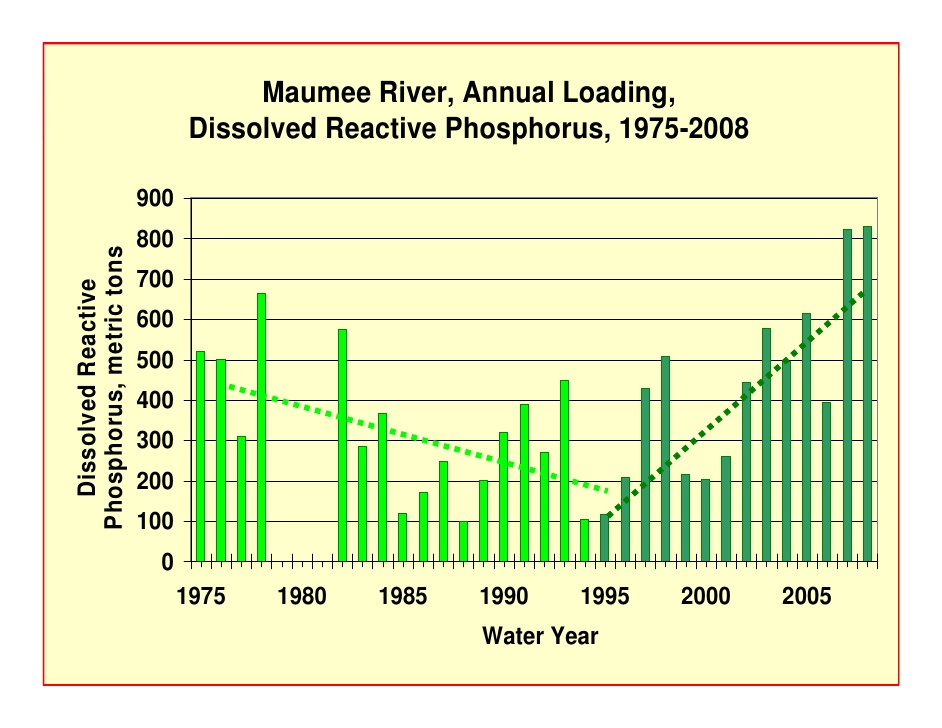 Maumee River, Annual Loading,
Dissolved Reactive Phosphorus, 1975-2008
Dissolved Reactive
Phosphorus, metric tons
900
800
700
600
500
400
300
200
100
0
1975 1980 1985 1990 1995 2000 2005
Water Year